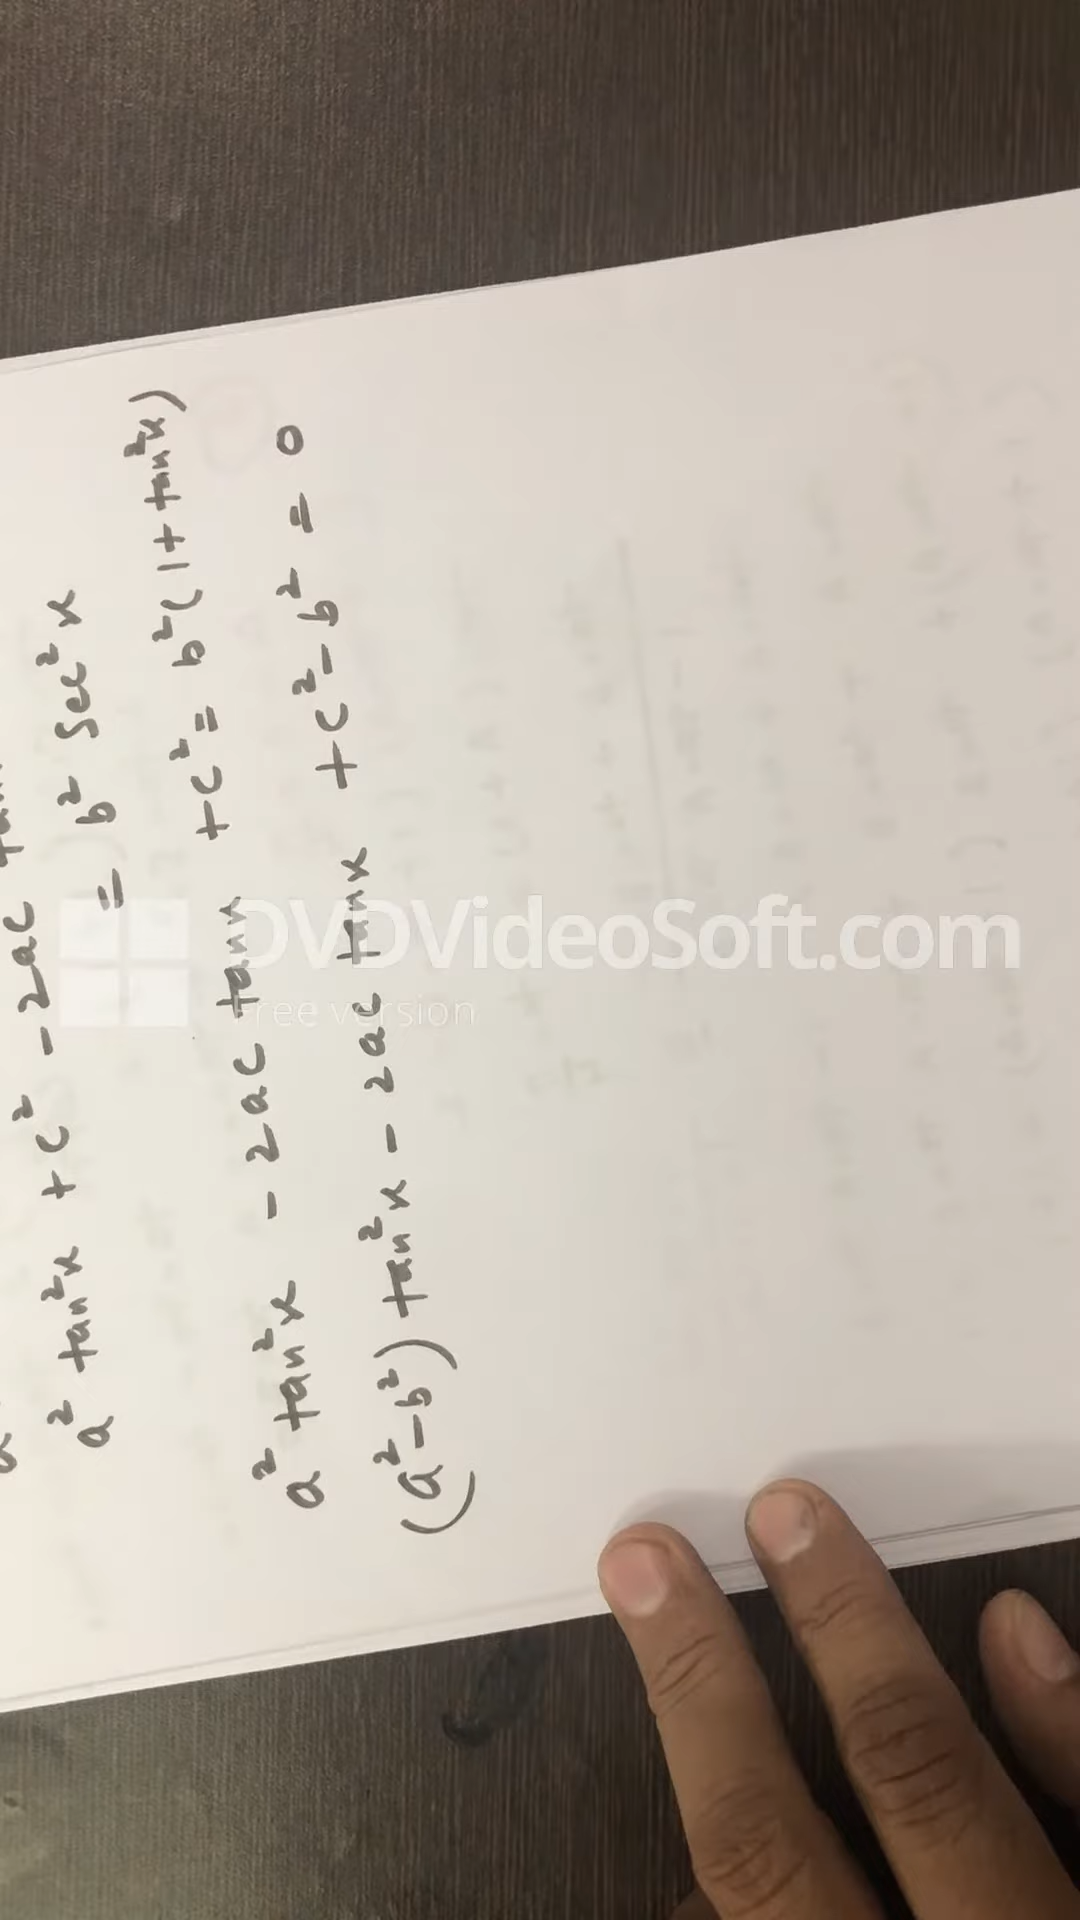 a² tan²x + c² - 2ac
= b² sec²x
a² tan²x - 2ac tanx + c² = b²(1 + tan²x)
(a² - b²) tan²x - 2ac tanx + c² - b² = 0
DVDVideoSoft.com
Free version